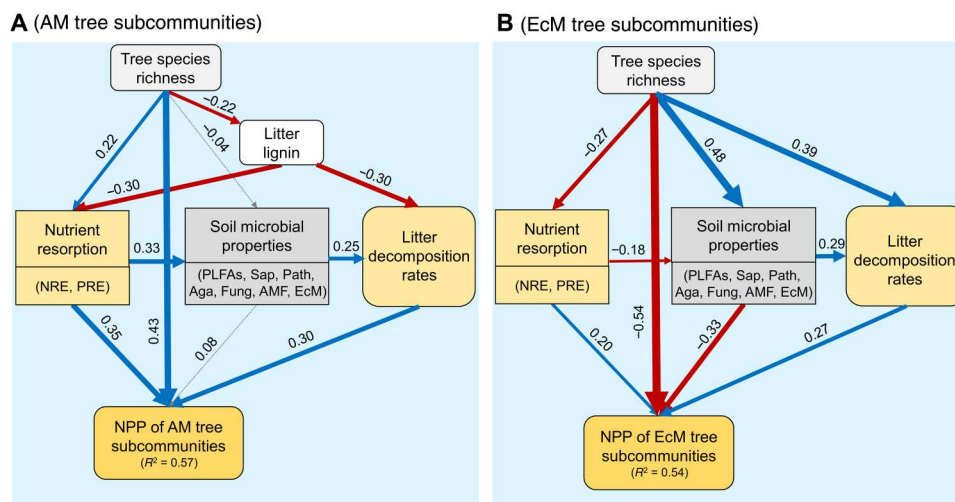 A (AM tree subcommunities)
Tree species
richness
−0.22
0.22
−0.04
Litter
lignin
−0.30
−0.30
Nutrient
resorption
(NRE, PRE)
0.33
Soil microbial
properties
(PLFAs, Sap, Path,
Aga, Fung, AMF, EcM)
0.25
Litter
decomposition
rates
0.35
0.43
0.08
0.30
NPP of AM tree
subcommunities
(R² = 0.57)
B (EcM tree subcommunities)
Tree species
richness
−0.27
0.48
0.39
Nutrient
resorption
(NRE, PRE)
−0.18
Soil microbial
properties
(PLFAs, Sap, Path,
Aga, Fung, AMF, EcM)
0.29
Litter
decomposition
rates
0.20
−0.54
−0.33
0.27
NPP of EcM tree
subcommunities
(R² = 0.54)